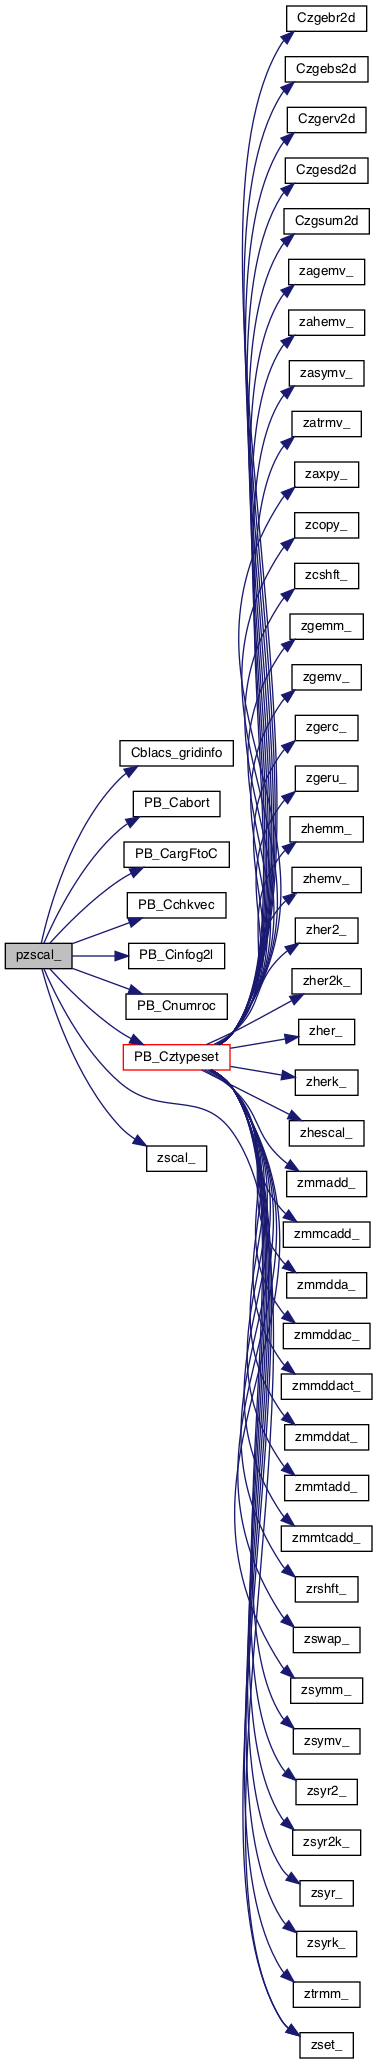 pzscal_
Cblacs_gridinfo
PB_Cabort
PB_CargFtoC
PB_Cchkvec
PB_Cinfog2l
PB_Cnumroc
PB_Cztypeset
zscal_
Czgebr2d
Czgebs2d
Czgerv2d
Czgesd2d
Czgsum2d
zagemv_
zahemv_
zasymv_
zatrmv_
zaxpy_
zcopy_
zcshft_
zgemm_
zgemv_
zgerc_
zgeru_
zhemm_
zhemv_
zher2_
zher2k_
zher_
zherk_
zhescal_
zmmadd_
zmmcadd_
zmmdda_
zmmddac_
zmmddact_
zmmddat_
zmmtadd_
zmmtcadd_
zrshft_
zswap_
zsymm_
zsymv_
zsyr2_
zsyr2k_
zsyr_
zsyrk_
ztrmm_
zset_